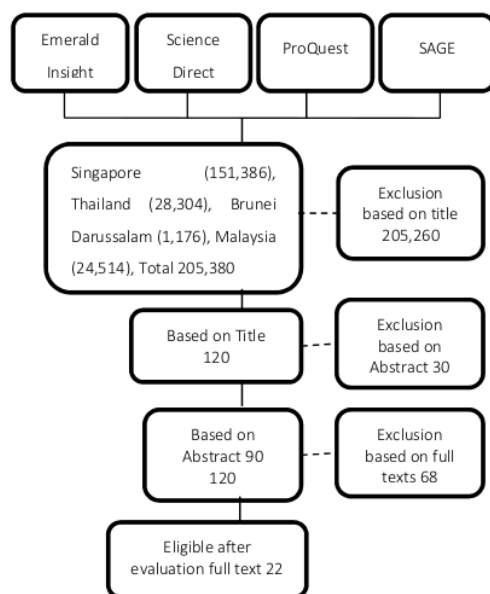 Emerald
Insight
Science
Direct
ProQuest
SAGE
Singapore (151,386),
Thailand (28,304), Brunei
Darussalam (1,176), Malaysia
(24,514), Total 205,380
Exclusion
based on title
205,260
Based on Title
120
Exclusion
based on
Abstract 30
Based on
Abstract 90
120
Exclusion
based on full
texts 68
Eligible after
evaluation full text 22